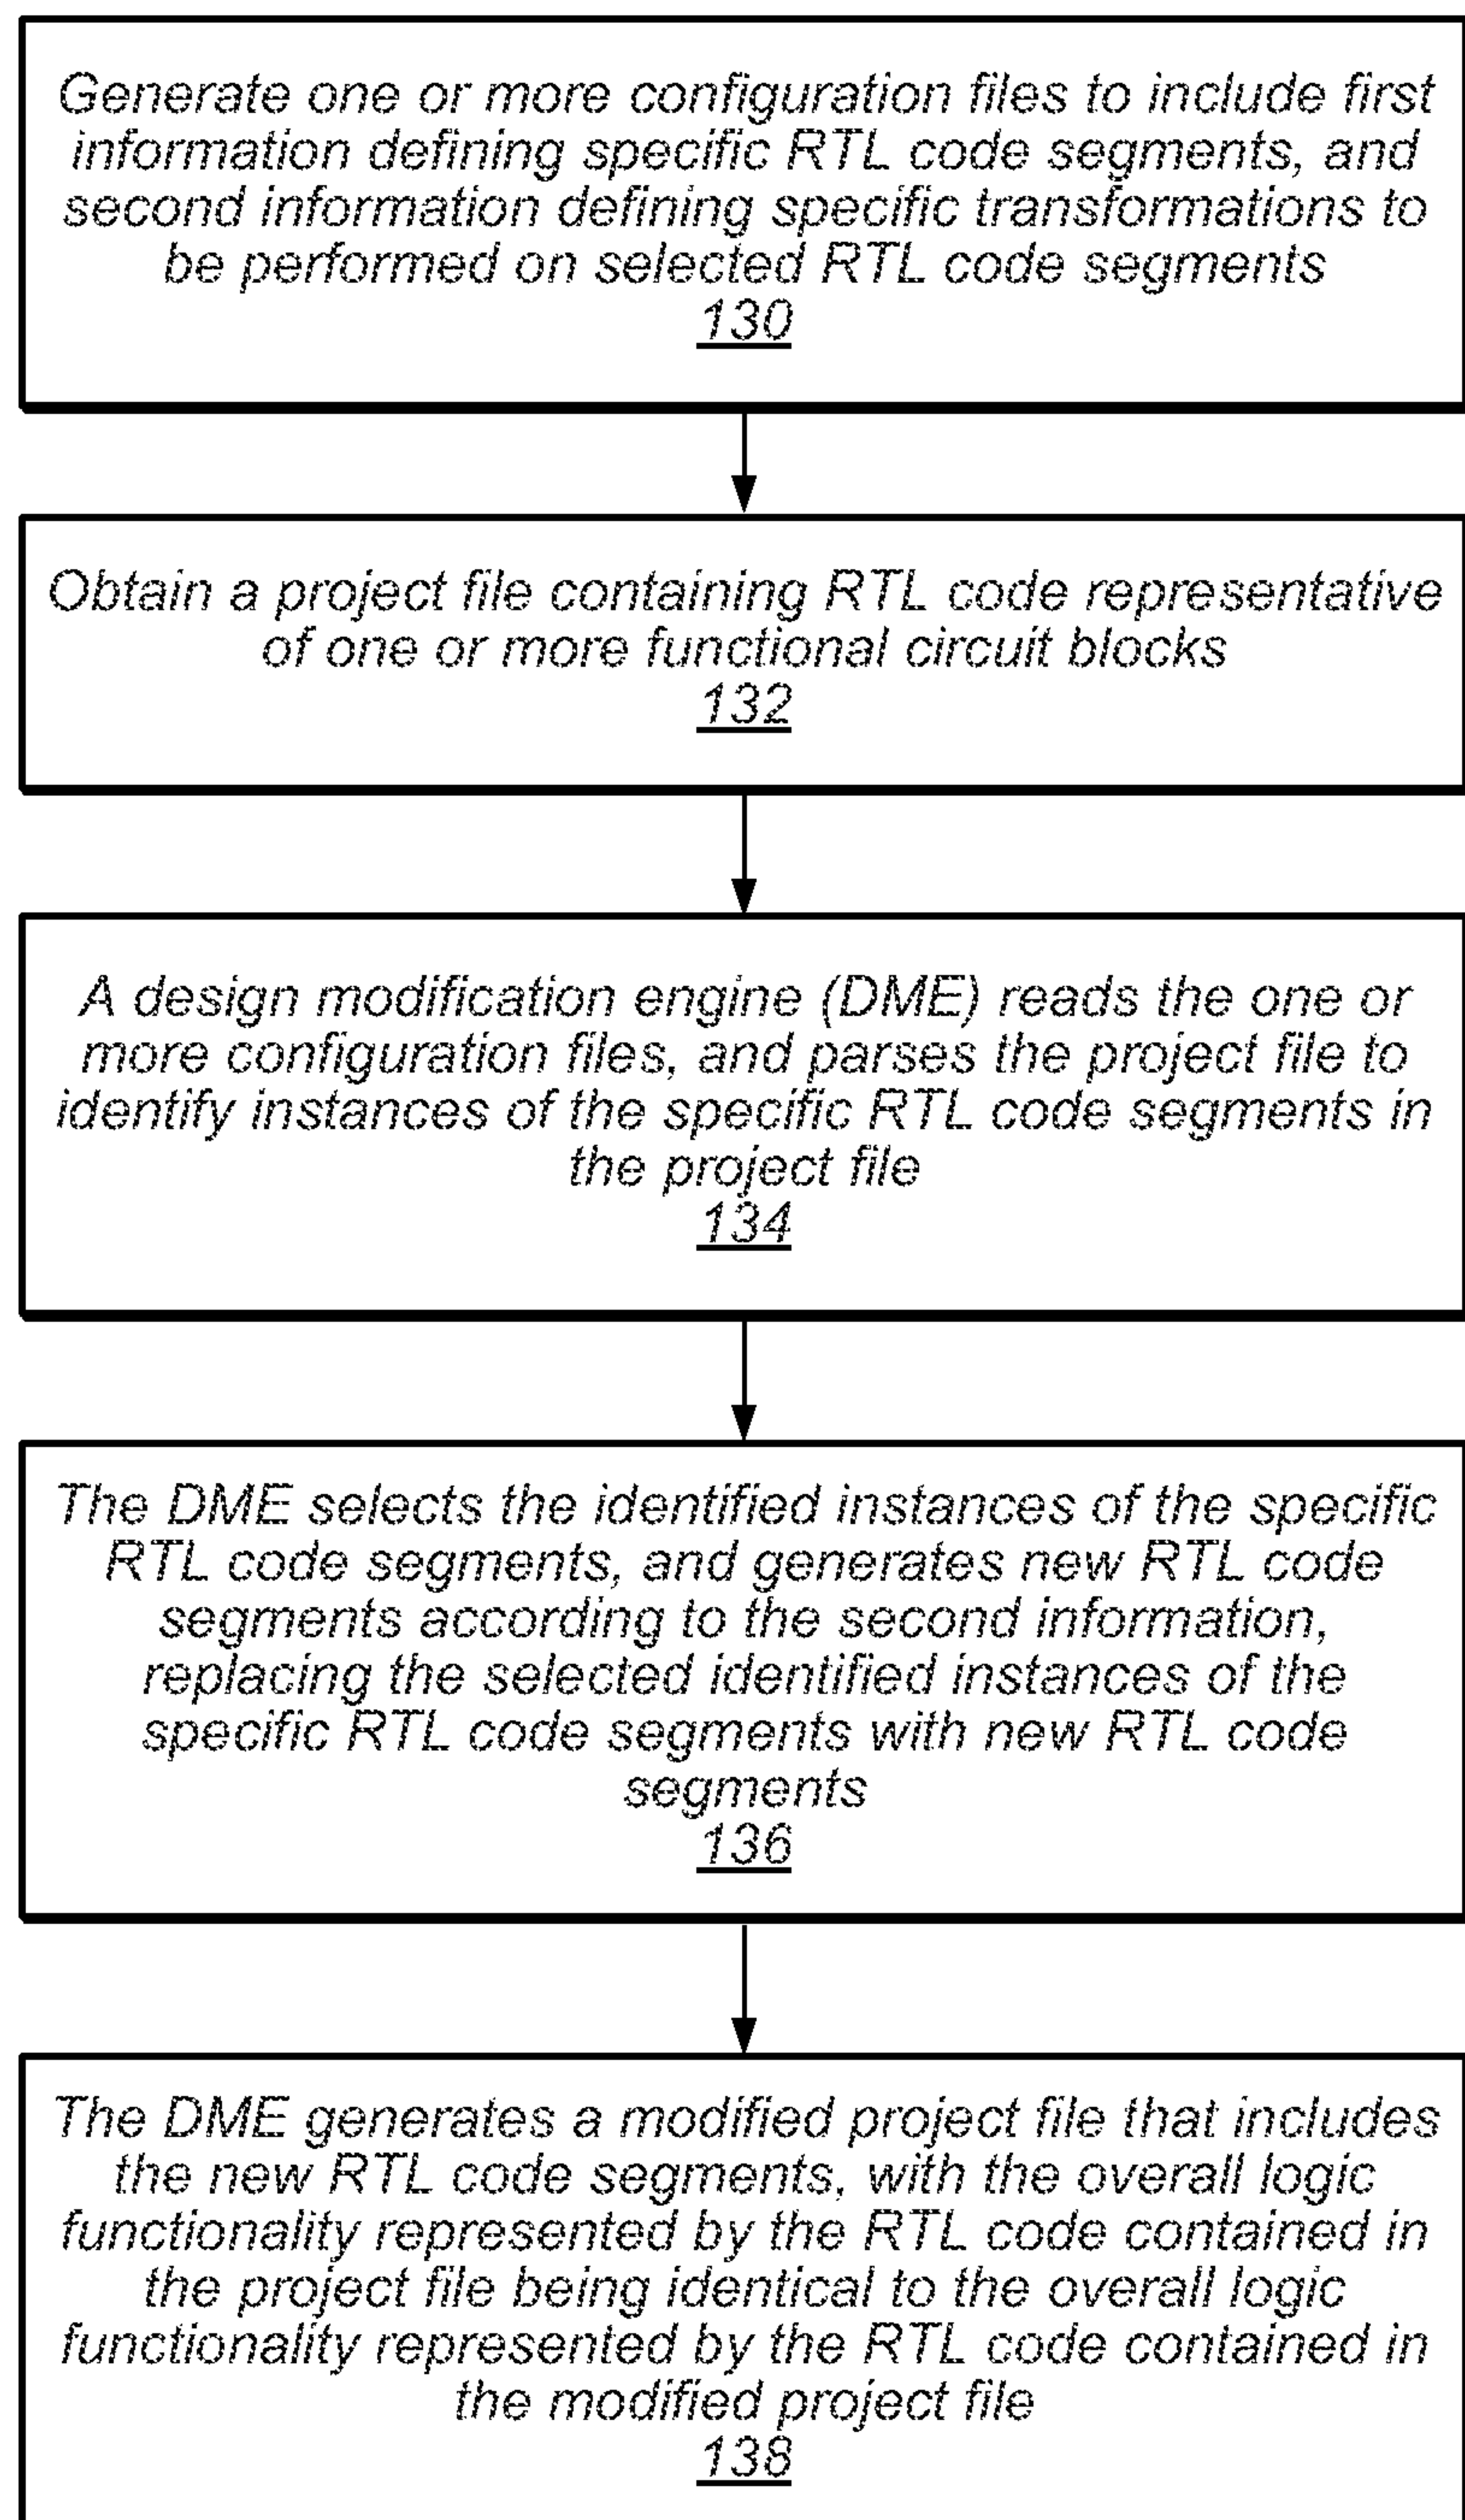 Generate one or more configuration files to include first
information defining specific RTL code segments, and
second information defining specific transformations to
be performed on selected RTL code segments
130
Obtain a project file containing RTL code representative
of one or more functional circuit blocks
132
A design modification engine (DME) reads the one or
more configuration files, and parses the project file to
identify instances of the specific RTL code segments in
the project file
134
The DME selects the identified instances of the specific
RTL code segments, and generates new RTL code
segments according to the second information,
replacing the selected identified instances of the
specific RTL code segments with new RTL code
segments
136
The DME generates a modified project file that includes
the new RTL code segments, with the overall logic
functionality represented by the RTL code contained in
the project file being identical to the overall logic
functionality represented by the RTL code contained in
the modified project file
138